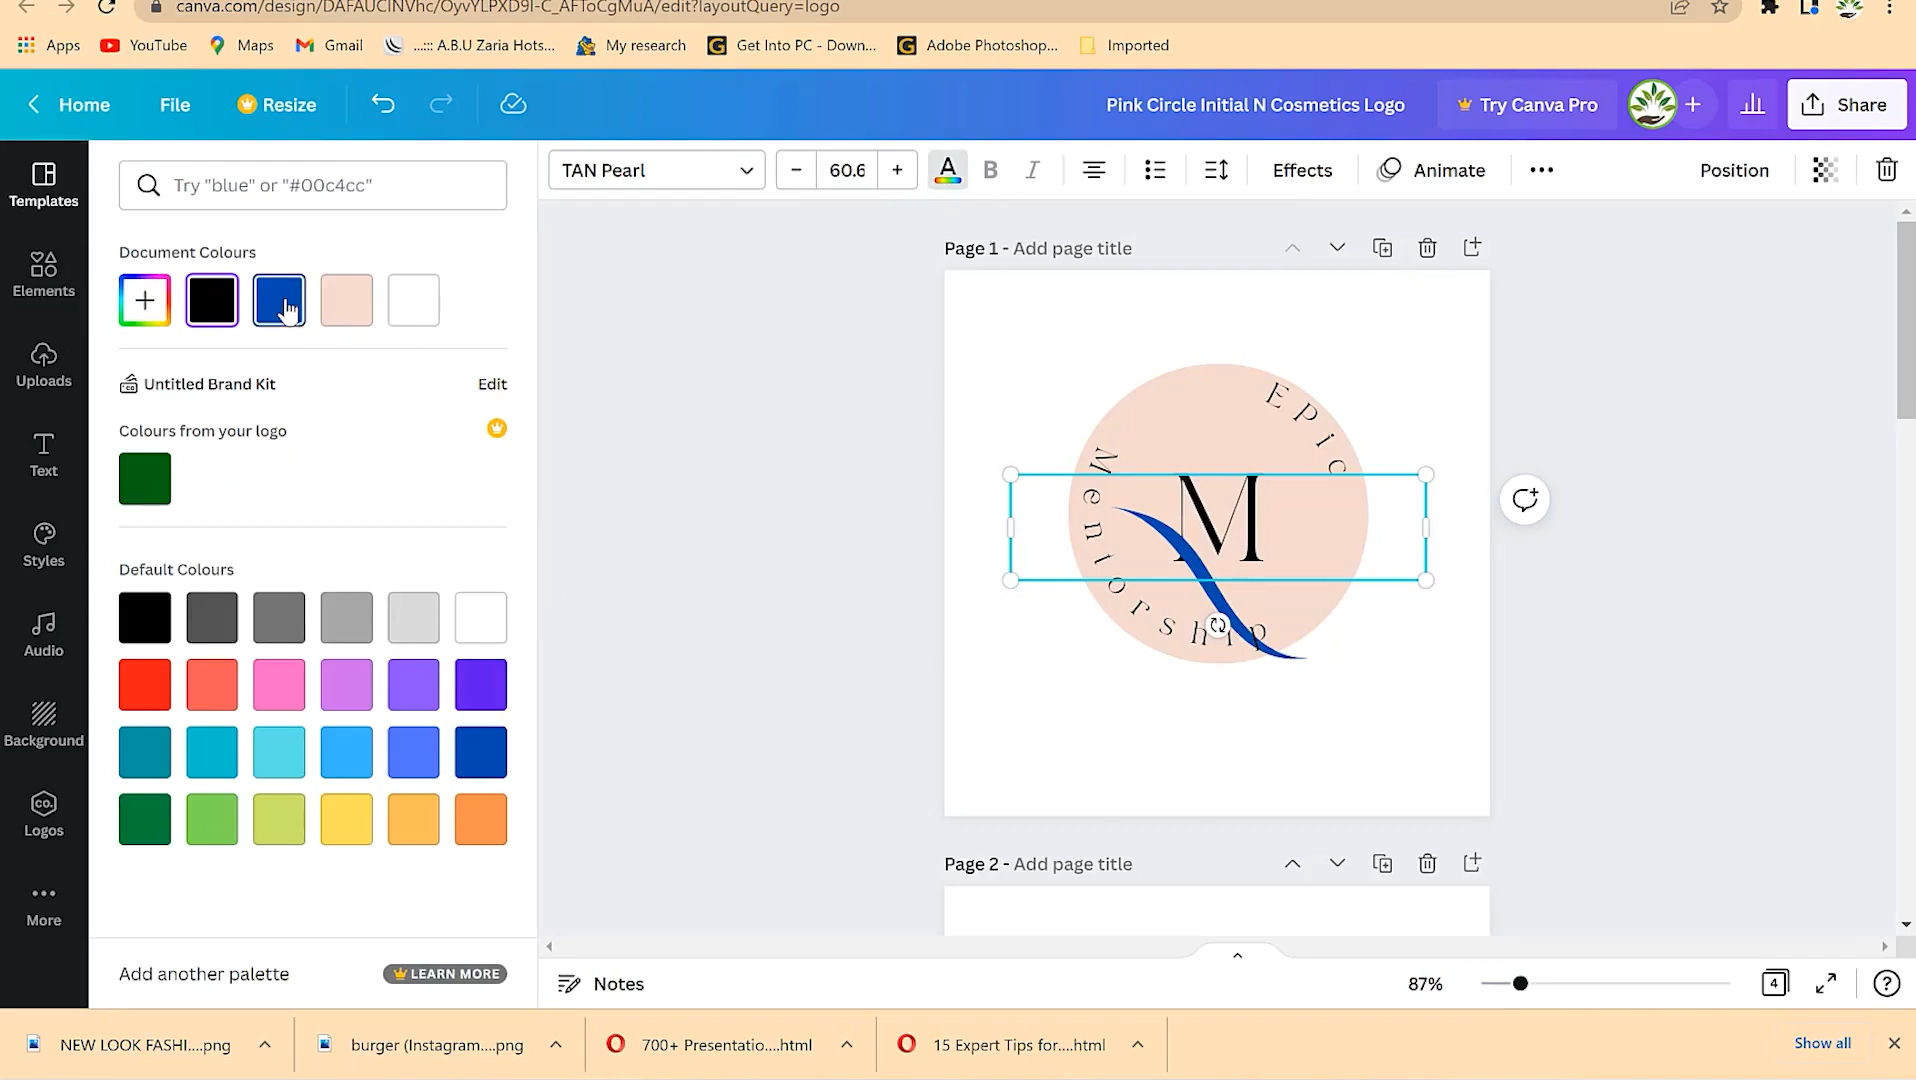 canva.com/design/DAFAUCINVhc/OyvYLPXD9I-C_AFToCgMuA/edit?layoutQuery=logo
Apps YouTube Maps Gmail ...::: A.B.U Zaria Hots... My research Get Into PC - Down... Adobe Photoshop... Imported
Home File Resize Pink Circle Initial N Cosmetics Logo Try Canva Pro + Share
TAN Pearl − 60.6 + A B I Effects Animate ... Position
Templates
Elements
Uploads
Text
Styles
Audio
Background
CO.
Logos
More
Try "blue" or "#00c4cc"
Document Colours
Untitled Brand Kit Edit
Colours from your logo
Default Colours
Add another palette LEARN MORE
Page 1 - Add page title
Epic
M
Mentorship
Page 2 - Add page title
Notes 87% 4 ?
NEW LOOK FASHI....png burger (Instagram....png 700+ Presentatio....html 15 Expert Tips for....html Show all